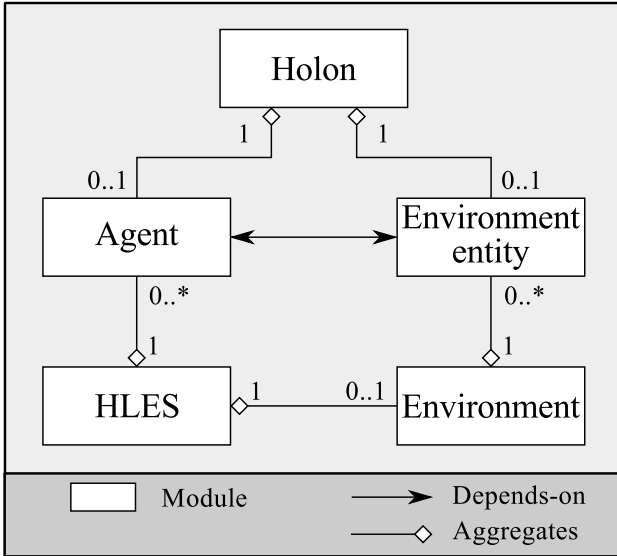 Holon
1
1
0..1
0..1
Agent
Environment
entity
0..*
0..*
1
1
HLES
1
0..1
Environment
Module
Depends-on
Aggregates